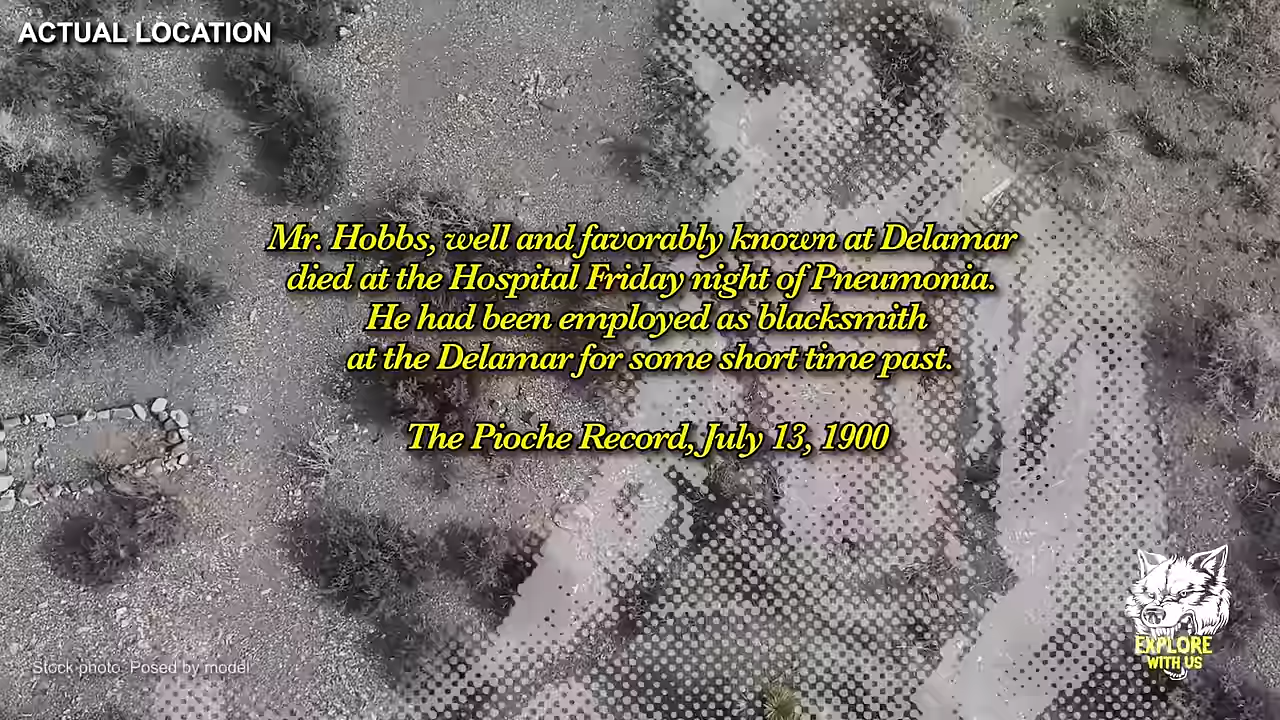 ACTUAL LOCATION
Mr. Hobbs, well and favorably known at Delamar
died at the Hospital Friday night of Pneumonia.
He had been employed as blacksmith
at the Delamar for some short time past.
The Pioche Record, July 13, 1900
Stock photo. Posed by model
EXPLORE
WITH US